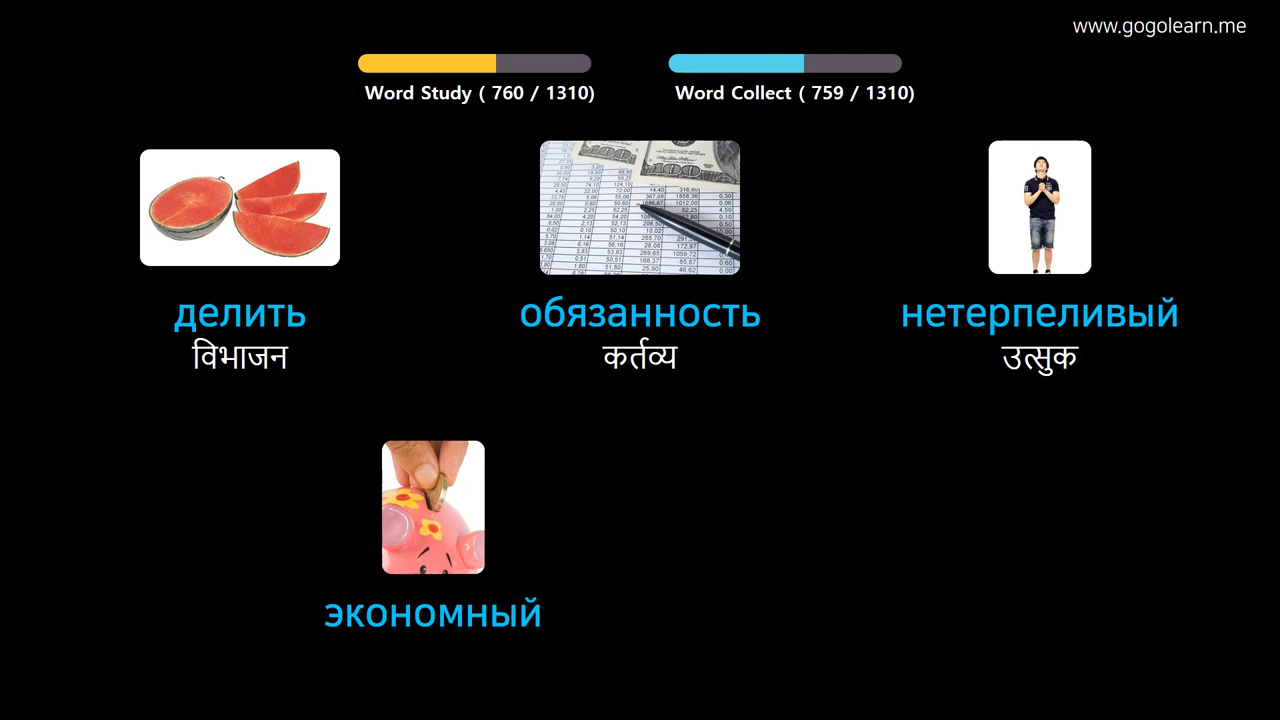 www.gogolearn.me
Word Study ( 760 / 1310)
Word Collect ( 759 / 1310)
делить
обязанность
нетерпеливый
विभाजन
कर्तव्य
उत्सुक
экономный